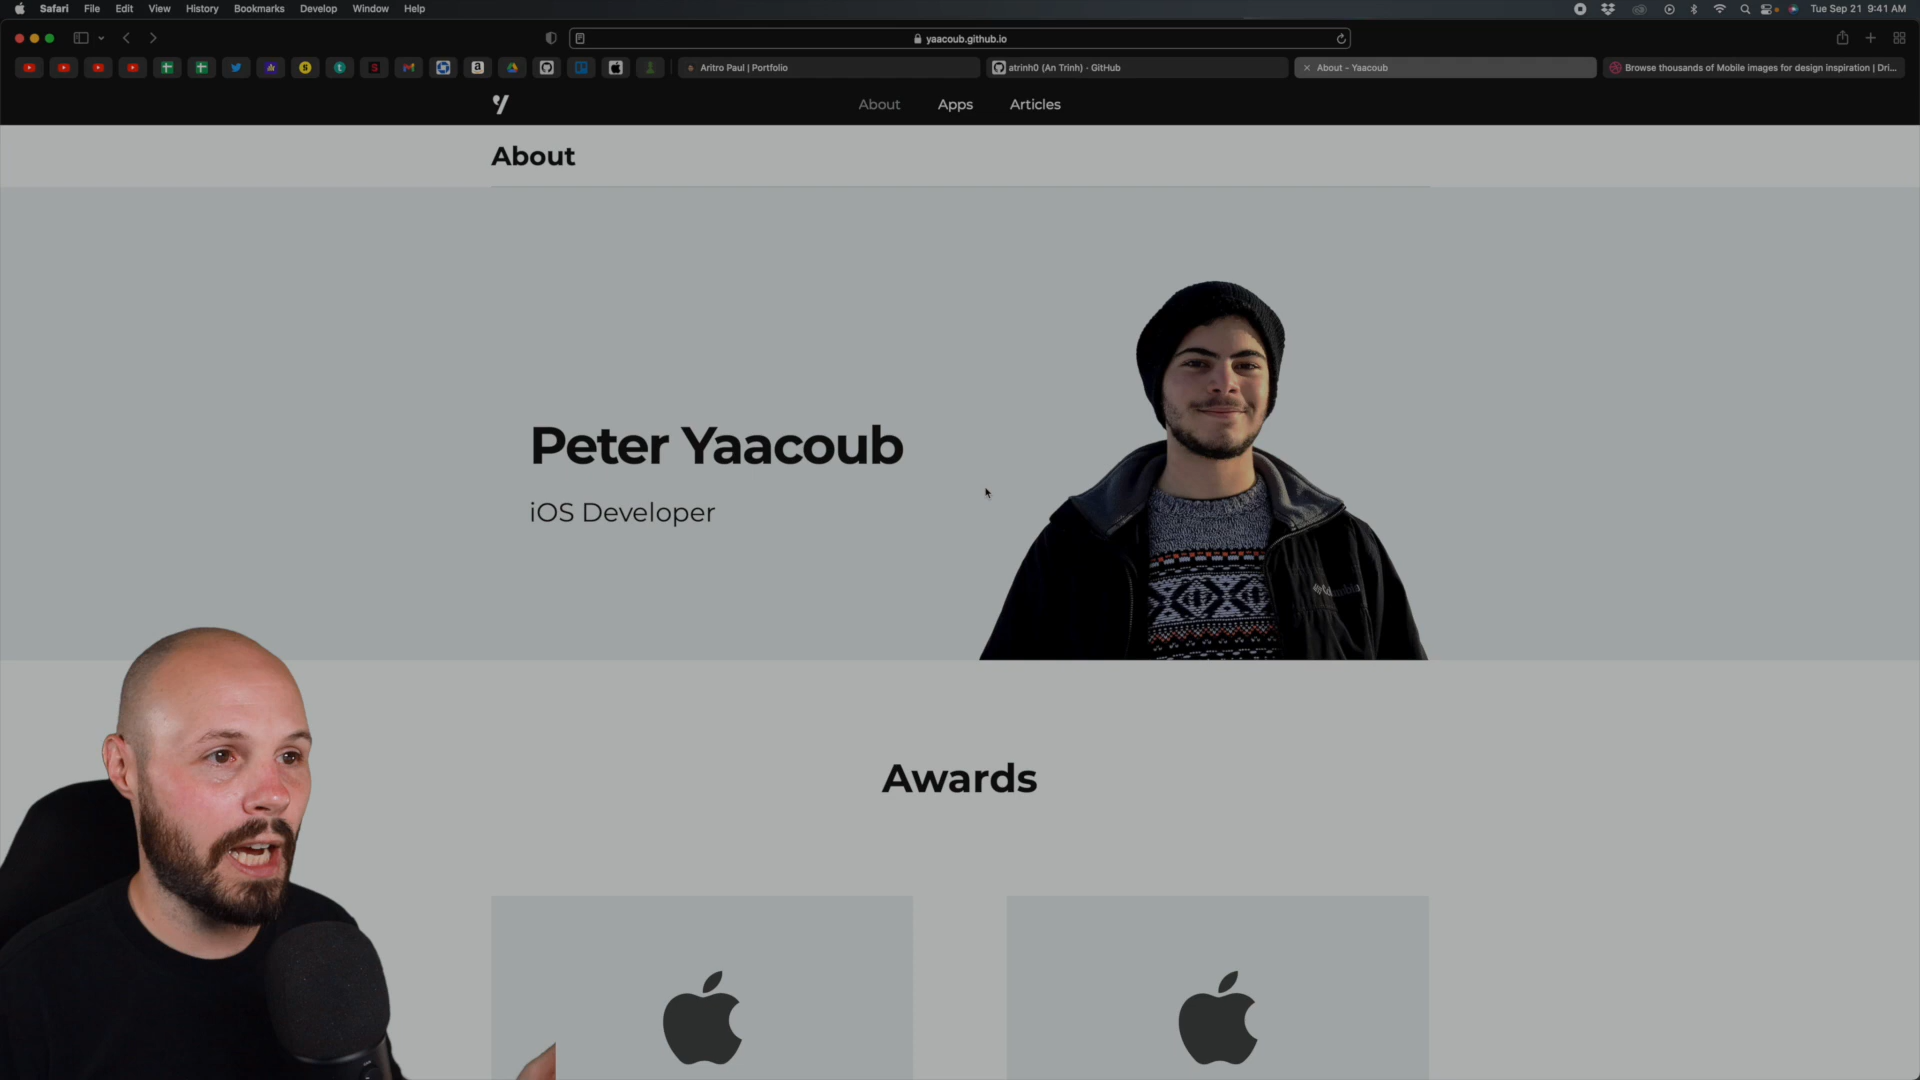 Safari File Edit View History Bookmarks Develop Window Help
Tue Sep 21 9:41 AM
yaacoub.github.io
Aritro Paul | Portfolio
atrinh0 (An Trinh) · GitHub
About - Yaacoub
Browse thousands of Mobile images for design inspiration | Dri...
About Apps Articles
About
Peter Yaacoub
iOS Developer
Columbia
Awards